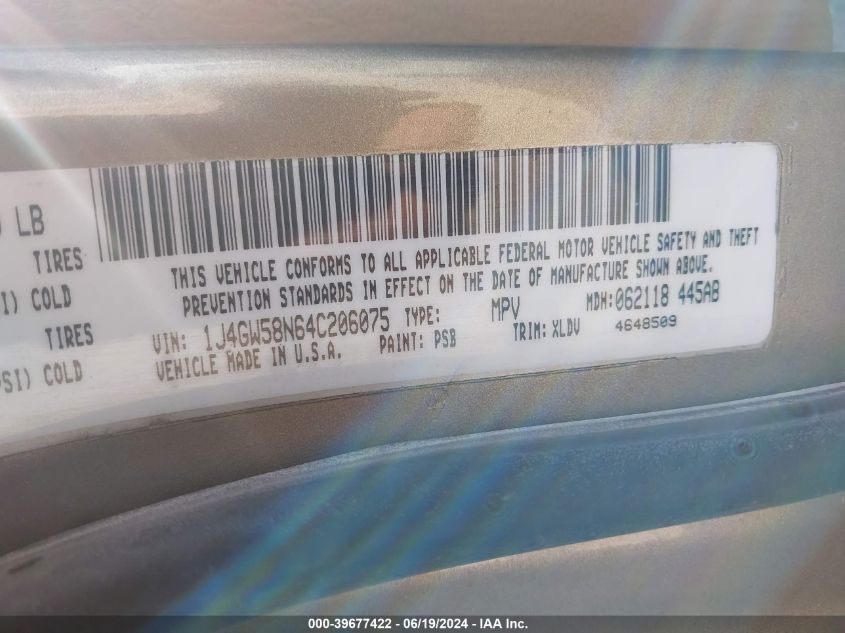 LB
TIRES
I) COLD
TIRES
SI) COLD
THIS VEHICLE CONFORMS TO ALL APPLICABLE FEDERAL MOTOR VEHICLE SAFETY AND THEFT
PREVENTION STANDARDS IN EFFECT ON THE DATE OF MANUFACTURE SHOWN ABOVE.
VIN: 1J4GW58N64C206075 TYPE: MPV MDH:062118 445AB
VEHICLE MADE IN U.S.A. PAINT: PSB TRIM: XLDV 4648509
000-39677422 - 06/19/2024 - IAA Inc.